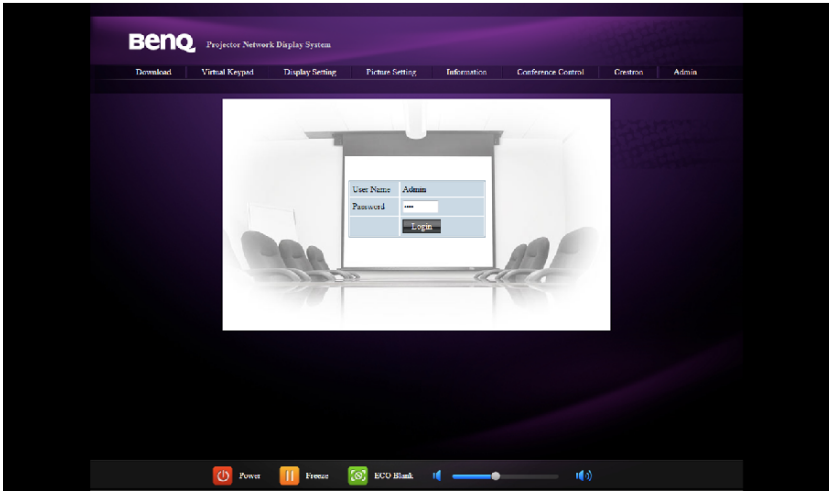 BenQ Projector Network Display System
Download Virtual Keypad Display Setting Picture Setting Information Conference Control Crestron Admin
User Name Admin
Password ••••
Login
Power Freeze ECO Blank